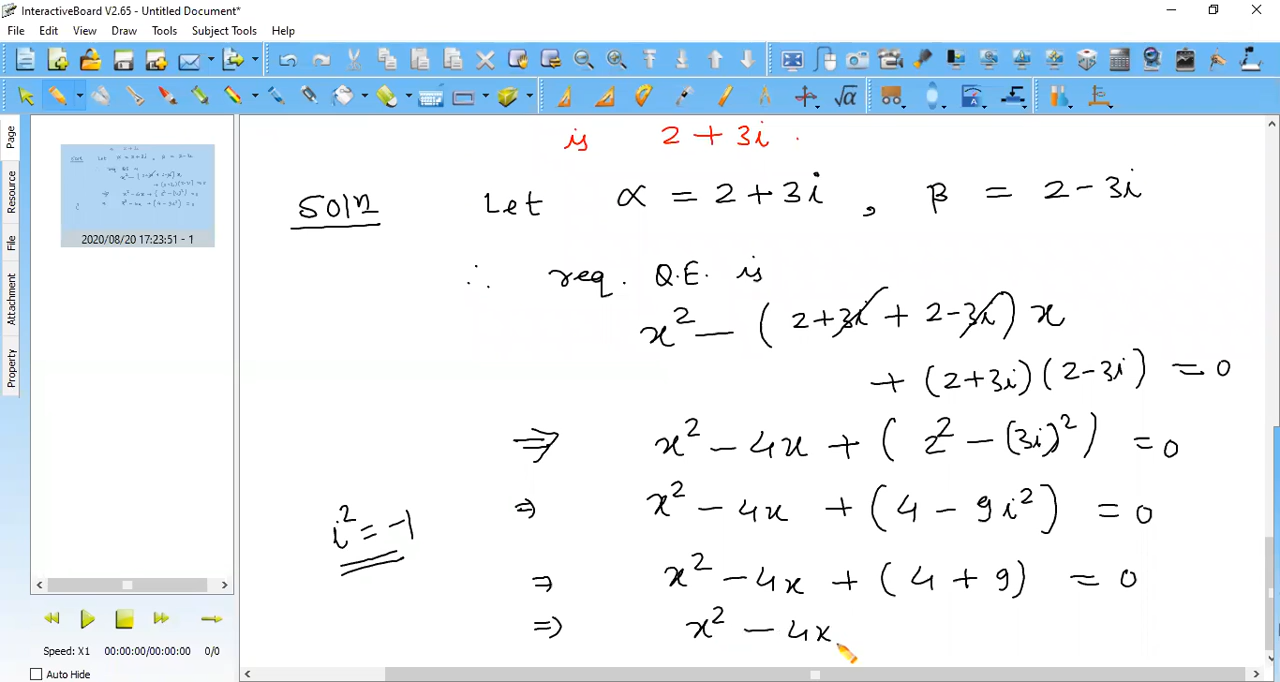 InteractiveBoard V2.65 - Untitled Document*
File Edit View Draw Tools Subject Tools Help
Page
Resource
File
Attachment
Property
2020/08/20 17:23:51 - 1
Speed: X1 00:00:00/00:00:00 0/0
Auto Hide
is 2 + 3i .
Soln Let α = 2 + 3i , β = 2 - 3i
∴ req. Q.E. is
x² - (2+3i + 2-3i) x
+ (2+3i)(2-3i) = 0
⇒ x² - 4x + (2² - (3i)²) = 0
⇒ x² - 4x + (4 - 9i²) = 0
i² = -1
⇒ x² - 4x + (4 + 9) = 0
⇒ x² - 4x